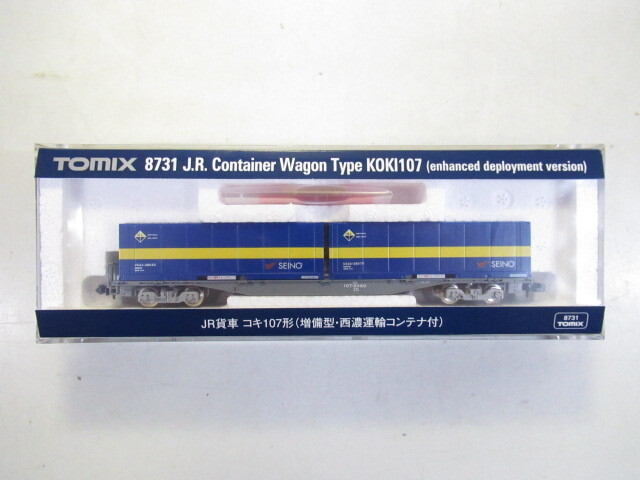 TOMIX 8731 J.R. Container Wagon Type KOKI107 (enhanced deployment version)
SEINO
SEINO
JR貨車 コキ107形(増備型・西濃運輸コンテナ付)
8731
TOMIX